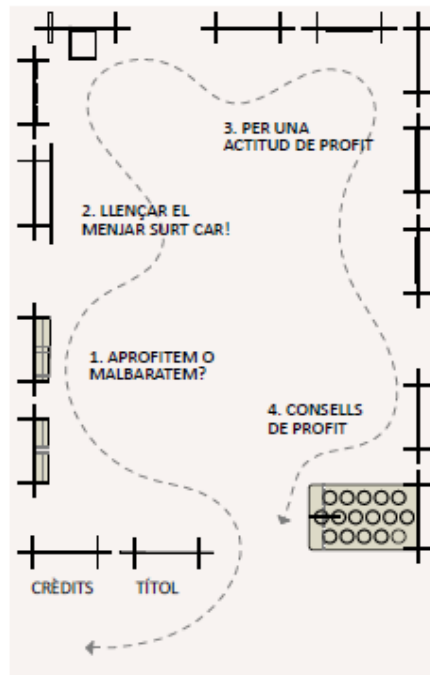 3. PER UNA
ACTITUD DE PROFIT
2. LLENÇAR EL
MENJAR SURT CAR!
1. APROFITEM O
MALBARATEM?
4. CONSELLS
DE PROFIT
CRÈDITS
TÍTOL